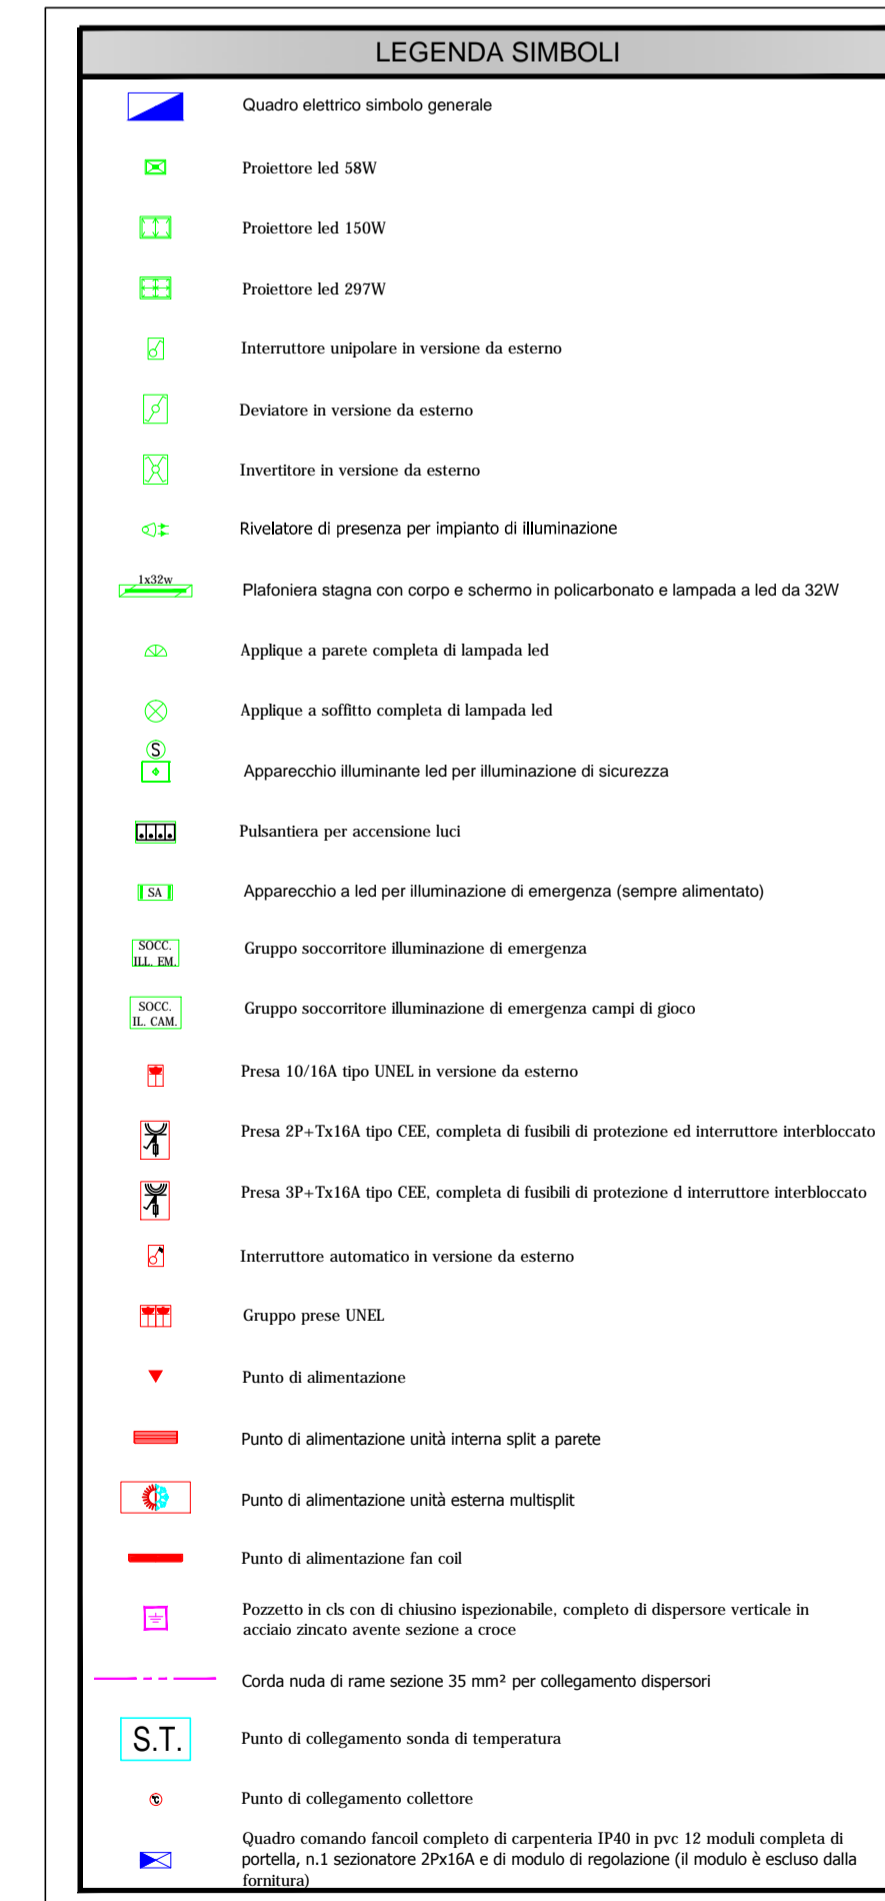 LEGENDA SIMBOLI
Quadro elettrico simbolo generale
Proiettore led 58W
Proiettore led 150W
Proiettore led 297W
Interruttore unipolare in versione da esterno
Deviatore in versione da esterno
Invertitore in versione da esterno
Rivelatore di presenza per impianto di illuminazione
1x32w
Plafoniera stagna con corpo e schermo in policarbonato e lampada a led da 32W
Applique a parete completa di lampada led
Applique a soffitto completa di lampada led
S
Apparecchio illuminante led per illuminazione di sicurezza
Pulsantiera per accensione luci
SA
Apparecchio a led per illuminazione di emergenza (sempre alimentato)
SOCC.
ILL. EM.
Gruppo soccorritore illuminazione di emergenza
SOCC.
IL. CAM.
Gruppo soccorritore illuminazione di emergenza campi di gioco
Presa 10/16A tipo UNEL in versione da esterno
Presa 2P+Tx16A tipo CEE, completa di fusibili di protezione ed interruttore interbloccato
Presa 3P+Tx16A tipo CEE, completa di fusibili di protezione d interruttore interbloccato
Interruttore automatico in versione da esterno
Gruppo prese UNEL
Punto di alimentazione
Punto di alimentazione unità interna split a parete
Punto di alimentazione unità esterna multisplit
Punto di alimentazione fan coil
Pozzetto in cls con di chiusino ispezionabile, completo di dispersore verticale in
acciaio zincato avente sezione a croce
Corda nuda di rame sezione 35 mm² per collegamento dispersori
S.T.
Punto di collegamento sonda di temperatura
℃
Punto di collegamento collettore
Quadro comando fancoil completo di carpenteria IP40 in pvc 12 moduli completa di
portella, n.1 sezionatore 2Px16A e di modulo di regolazione (il modulo è escluso dalla
fornitura)